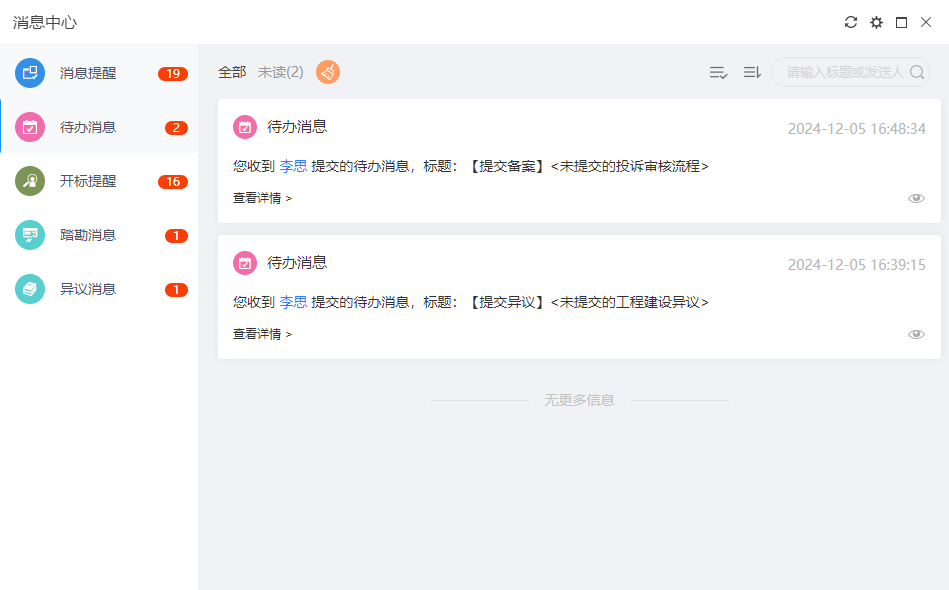 消息中心
消息提醒 19
待办消息 2
开标提醒 16
踏勘消息 1
异议消息 1
全部 未读(2) 请输入标题或发送人
待办消息 2024-12-05 16:48:34
您收到 李思 提交的待办消息，标题：【提交备案】<未提交的投诉审核流程>
查看详情 >
待办消息 2024-12-05 16:39:15
您收到 李思 提交的待办消息，标题：【提交异议】<未提交的工程建设异议>
查看详情 >
无更多信息